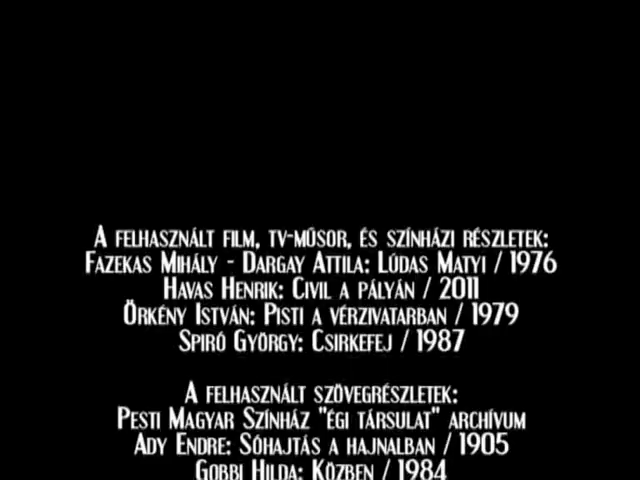 A FELHASZNÁLT FILM, TV-MŰSOR, ÉS SZÍNHÁZI RÉSZLETEK:
FAZEKAS MIHÁLY - DARGAY ATTILA: LÚDAS MATYI / 1976
HAVAS HENRIK: CIVIL A PÁLYÁN / 2011
ÖRKÉNY ISTVÁN: PISTI A VÉRZIVATARBAN / 1979
SPIRÓ GYÖRGY: CSIRKEFEJ / 1987
A FELHASZNÁLT SZÖVEGRÉSZLETEK:
PESTI MAGYAR SZÍNHÁZ "ÉGI TÁRSULAT" ARCHÍVUM
ADY ENDRE: SÓHAJTÁS A HAJNALBAN / 1905
GOBBI HILDA: KÖZBEN / 1984